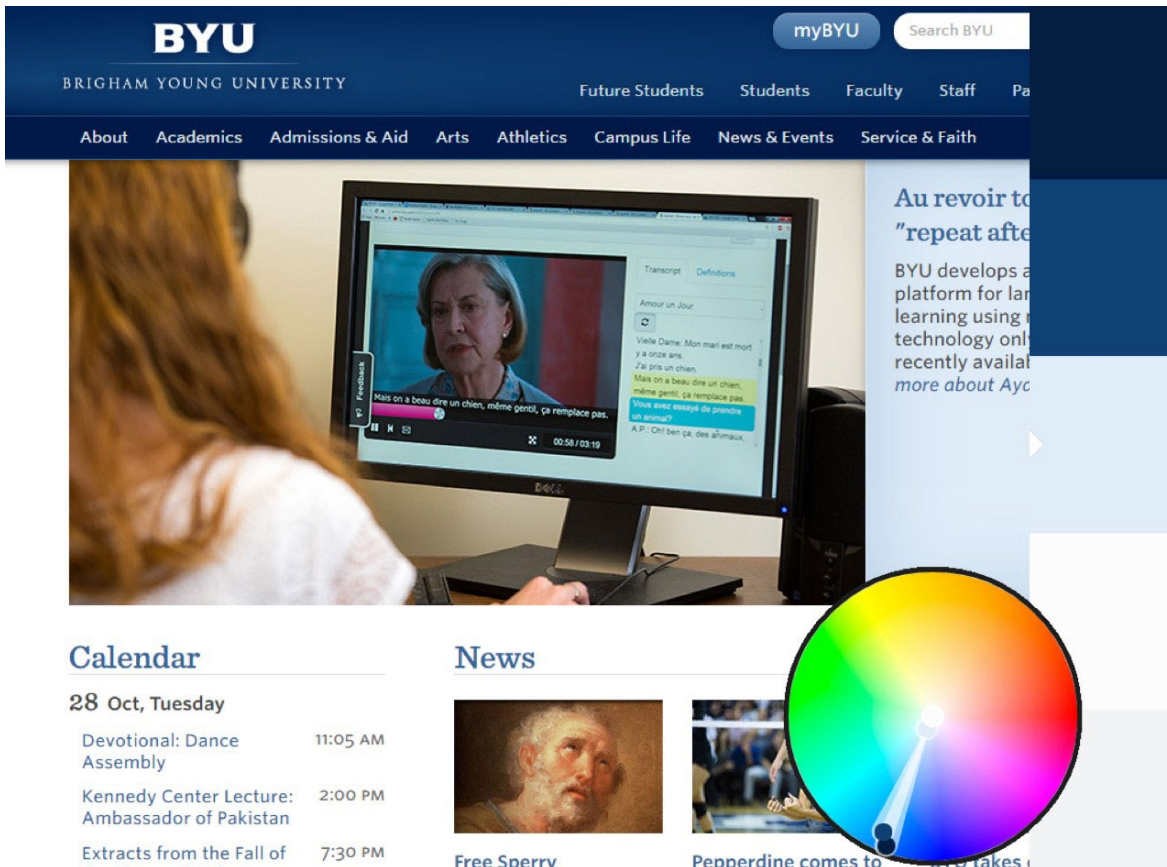 BYU
BRIGHAM YOUNG UNIVERSITY
myBYU
Search BYU
Future Students Students Faculty Staff Pa
About Academics Admissions & Aid Arts Athletics Campus Life News & Events Service & Faith
Transcript Definitions
Amour un Jour
Vielle Dame: Mon mari est mort
y a onze ans.
J'ai pris un chien.
Mais on a beau dire un chien,
même gentil, ça remplace pas.
Vous avez essayé de prendre
un animal?
A.P.: Oh! ben ça, des animaux,
Feedback
Mais on a beau dire un chien, même gentil, ça remplace pas.
00:58 / 03:19
DELL
Au revoir to
"repeat afte
BYU develops a
platform for lan
learning using
technology only
recently availab
more about Aya
Calendar
28 Oct, Tuesday
Devotional: Dance
Assembly
11:05 AM
Kennedy Center Lecture:
Ambassador of Pakistan
2:00 PM
Extracts from the Fall of
7:30 PM
News
Free Sperry
Pepperdine comes to
takes